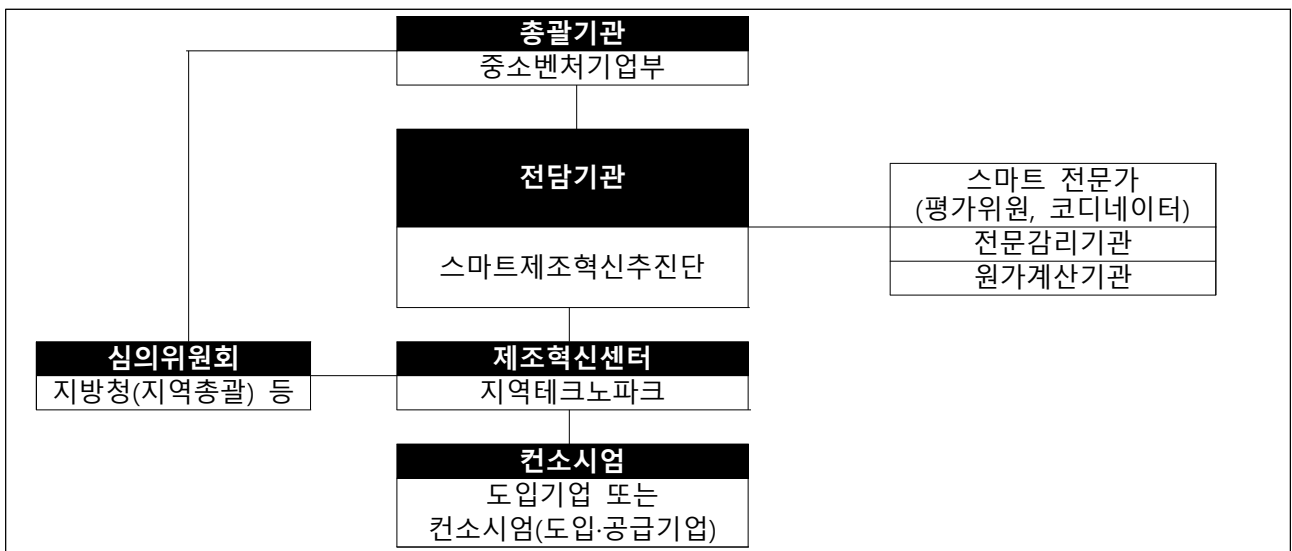 총괄기관
중소벤처기업부
전담기관
스마트제조혁신추진단
스마트 전문가
(평가위원, 코디네이터)
전문감리기관
원가계산기관
심의위원회
지방청(지역총괄) 등
제조혁신센터
지역테크노파크
컨소시엄
도입기업 또는
컨소시엄(도입·공급기업)